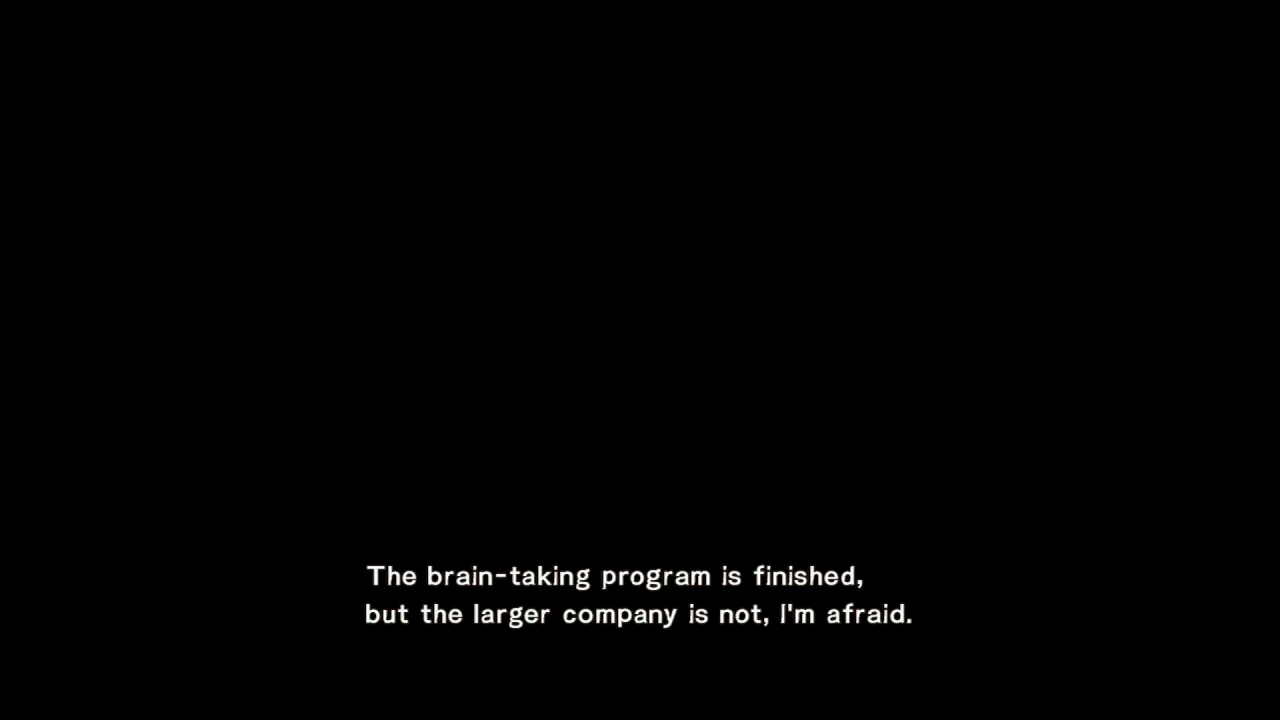 The brain-taking program is finished,
but the larger company is not, I'm afraid.